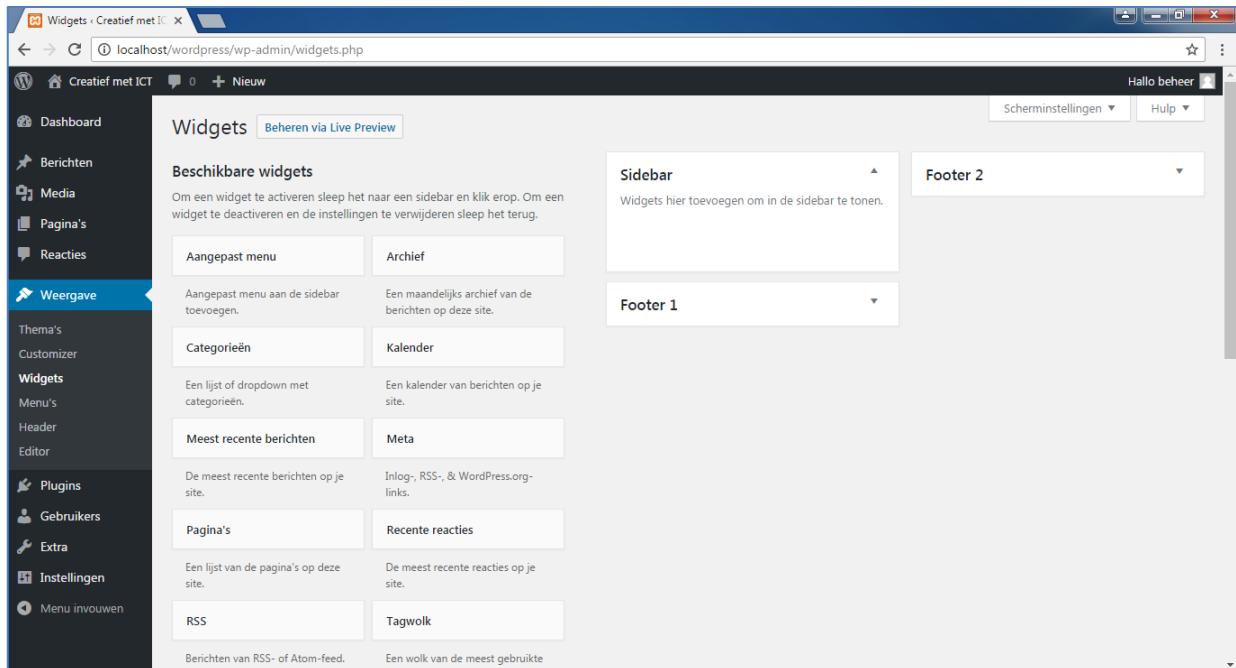 Widgets ‹ Creatief met IC
localhost/wordpress/wp-admin/widgets.php
Creatief met ICT 0 Nieuw Hallo beheer
Scherminstellingen Hulp
Dashboard
Berichten
Media
Pagina's
Reacties
Weergave
Thema's
Customizer
Widgets
Menu's
Header
Editor
Plugins
Gebruikers
Extra
Instellingen
Menu invouwen
Widgets Beheren via Live Preview
Beschikbare widgets
Om een widget te activeren sleep het naar een sidebar en klik erop. Om een
widget te deactiveren en de instellingen te verwijderen sleep het terug.
Aangepast menu
Aangepast menu aan de sidebar
toevoegen.
Archief
Een maandelijks archief van de
berichten op deze site.
Categorieën
Een lijst of dropdown met
categorieën.
Kalender
Een kalender van berichten op je
site.
Meest recente berichten
De meest recente berichten op je
site.
Meta
Inlog-, RSS-, & WordPress.org-
links.
Pagina's
Een lijst van de pagina's op deze
site.
Recente reacties
De meest recente reacties op je
site.
RSS
Berichten van RSS- of Atom-feed.
Tagwolk
Een wolk van de meest gebruikte
Sidebar
Widgets hier toevoegen om in de sidebar te tonen.
Footer 1
Footer 2